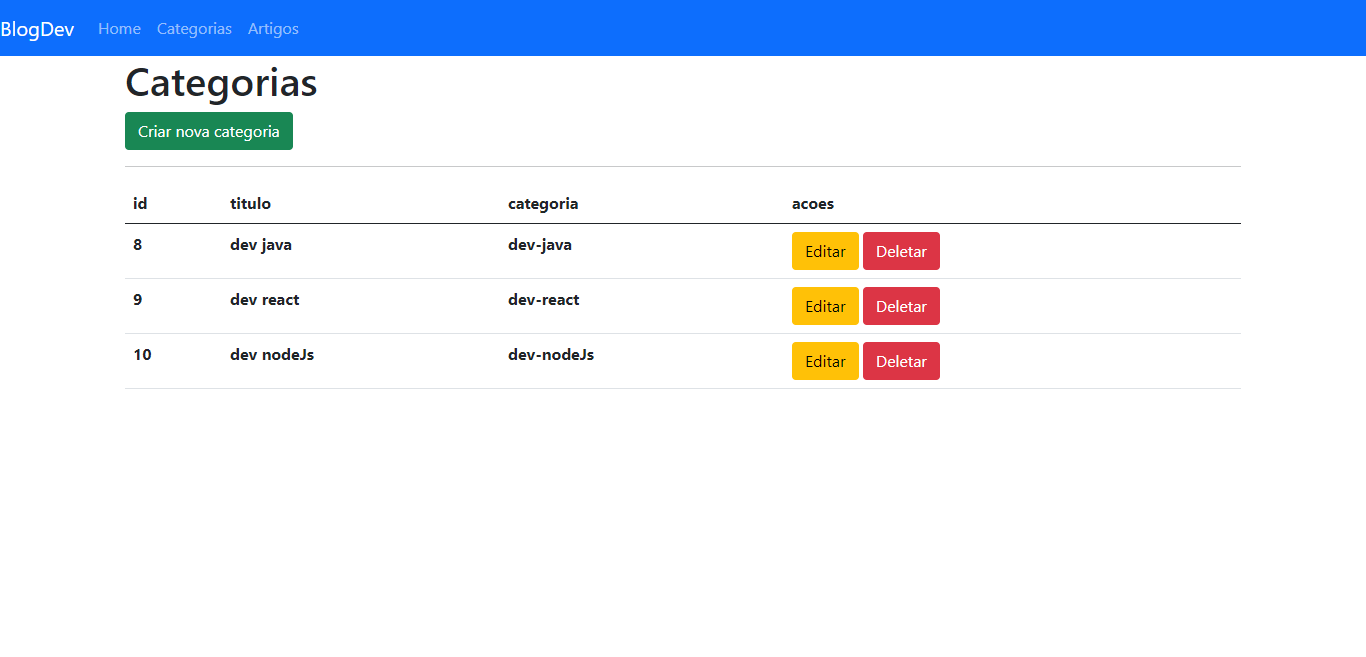 BlogDev Home Categorias Artigos
Categorias
Criar nova categoria
id titulo categoria acoes
8 dev java dev-java Editar Deletar
9 dev react dev-react Editar Deletar
10 dev nodeJs dev-nodeJs Editar Deletar